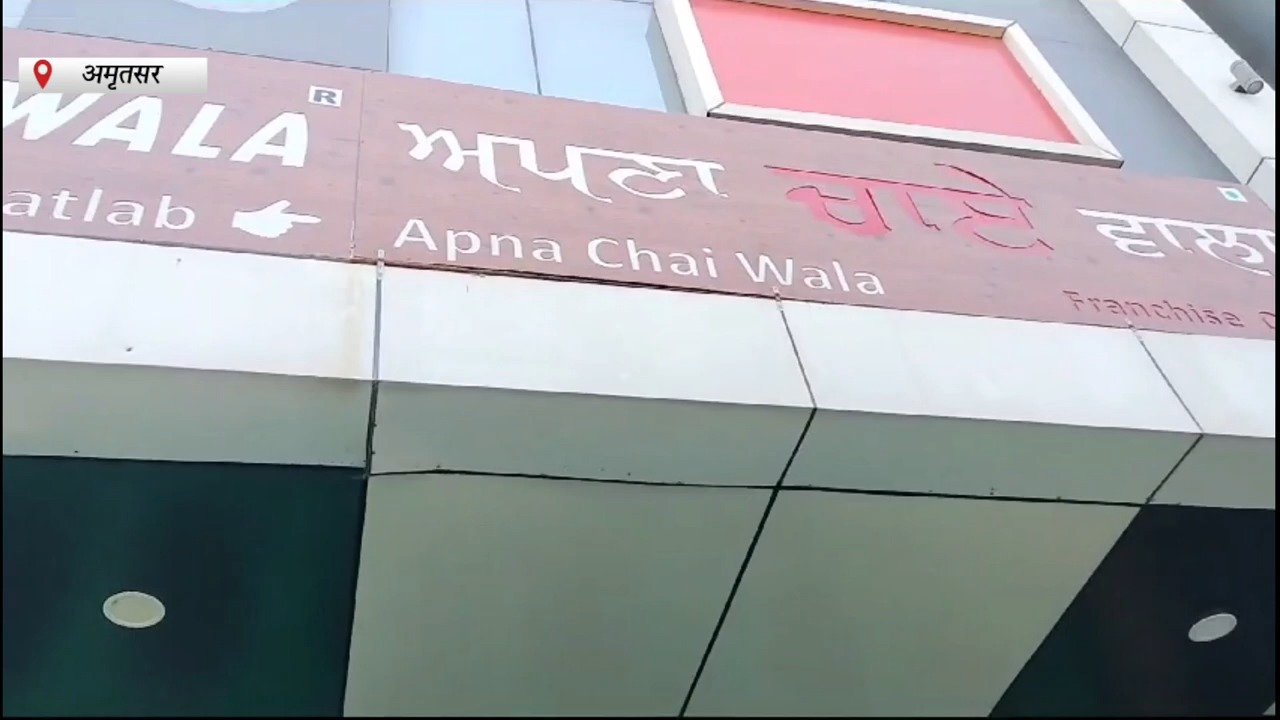 अमृतसर
WALA R
atlab
ਅਪਣਾ ਚਾਏ ਵਾਲਾ
Apna Chai Wala
Franchise